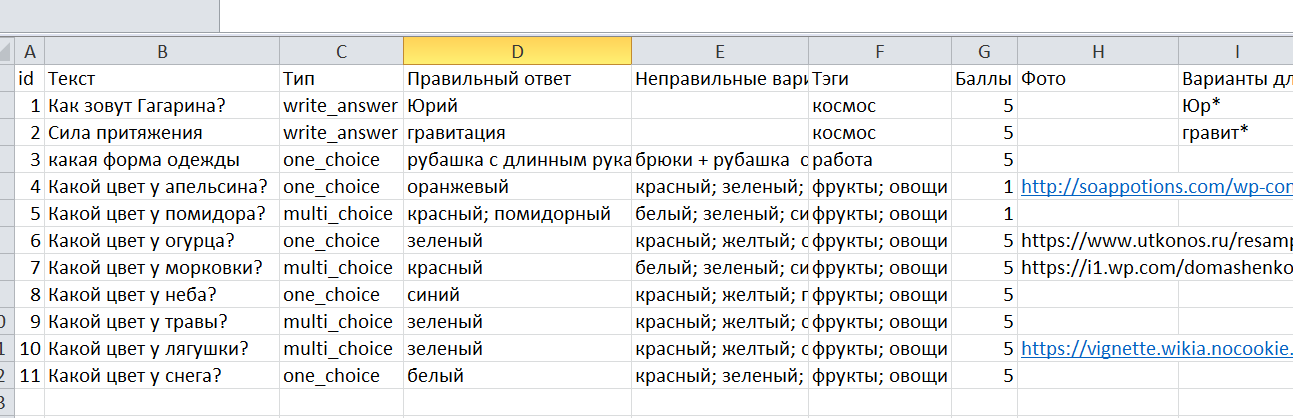 A B C D E F G H I
id Текст Тип Правильный ответ Неправильные вари Тэги Баллы Фото Варианты дл
1 Как зовут Гагарина? write_answer Юрий космос 5 Юр*
2 Сила притяжения write_answer гравитация космос 5 гравит*
3 какая форма одежды one_choice рубашка с длинным рука брюки + рубашка с работа 5
4 Какой цвет у апельсина? one_choice оранжевый красный; зеленый; фрукты; овощи 1 http://soappotions.com/wp-con
5 Какой цвет у помидора? multi_choice красный; помидорный белый; зеленый; си фрукты; овощи 1
6 Какой цвет у огурца? one_choice зеленый красный; желтый; с фрукты; овощи 5 https://www.utkonos.ru/resamp
7 Какой цвет у морковки? multi_choice красный белый; зеленый; си фрукты; овощи 5 https://i1.wp.com/domashenko
8 Какой цвет у неба? one_choice синий красный; желтый; г фрукты; овощи 5
0 9 Какой цвет у травы? multi_choice зеленый красный; желтый; с фрукты; овощи 5
1 10 Какой цвет у лягушки? multi_choice зеленый красный; желтый; с фрукты; овощи 5 https://vignette.wikia.nocookie.
2 11 Какой цвет у снега? one_choice белый красный; зеленый; фрукты; овощи 5
3